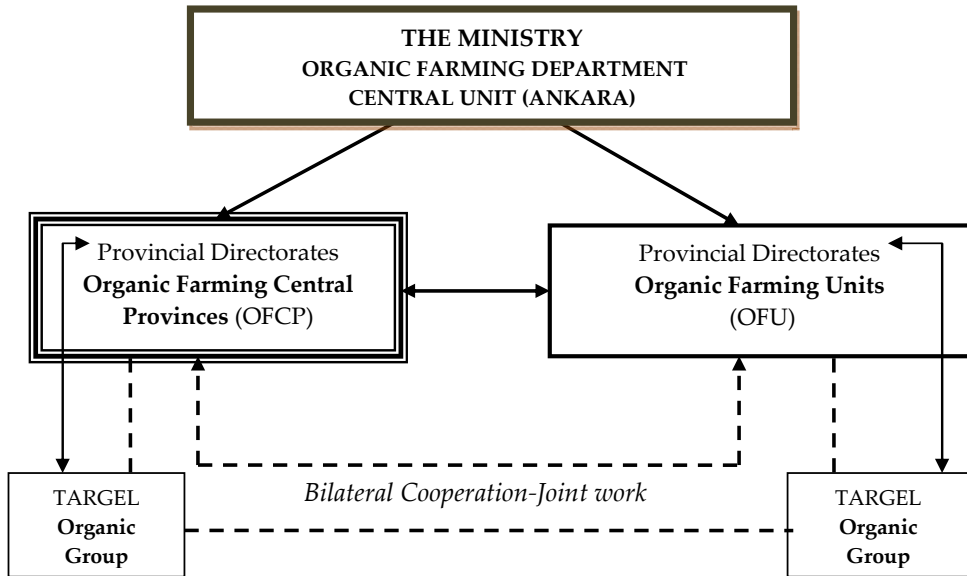 THE MINISTRY
ORGANIC FARMING DEPARTMENT
CENTRAL UNIT (ANKARA)
Provincial Directorates
Organic Farming Central
Provinces (OFCP)
Provincial Directorates
Organic Farming Units
(OFU)
Bilateral Cooperation-Joint work
TARGEL
Organic
Group
TARGEL
Organic
Group